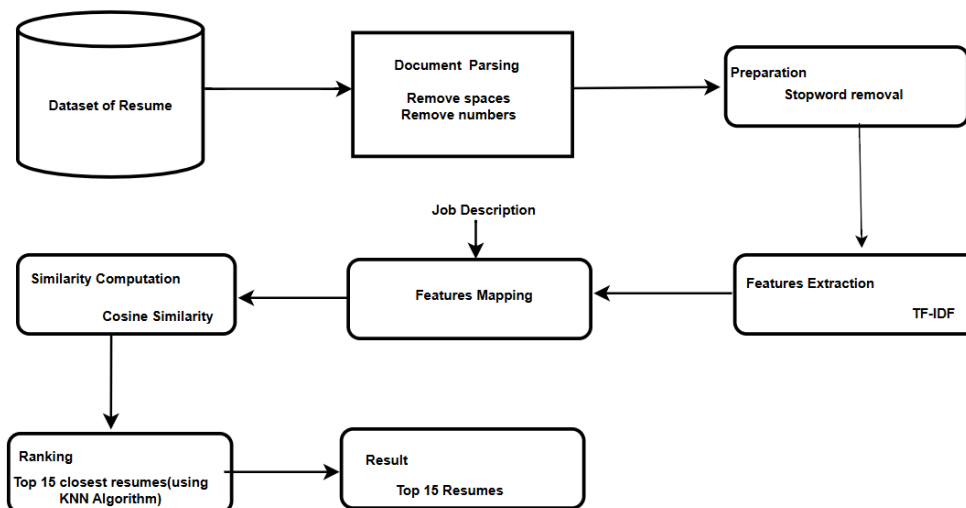 Dataset of Resume
Document Parsing
Remove spaces
Remove numbers
Preparation
Stopword removal
Job Description
Similarity Computation
Cosine Similarity
Features Mapping
Features Extraction
TF-IDF
Ranking
Top 15 closest resumes(using
KNN Algorithm)
Result
Top 15 Resumes